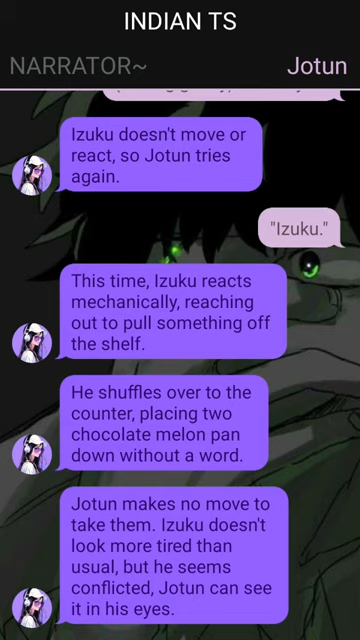 INDIAN TS
NARRATOR~
Jotun
Izuku doesn't move or
react, so Jotun tries
again.
"Izuku."
This time, Izuku reacts
mechanically, reaching
out to pull something off
the shelf.
He shuffles over to the
counter, placing two
chocolate melon pan
down without a word.
Jotun makes no move to
take them. Izuku doesn't
look more tired than
usual, but he seems
conflicted, Jotun can see
it in his eyes.